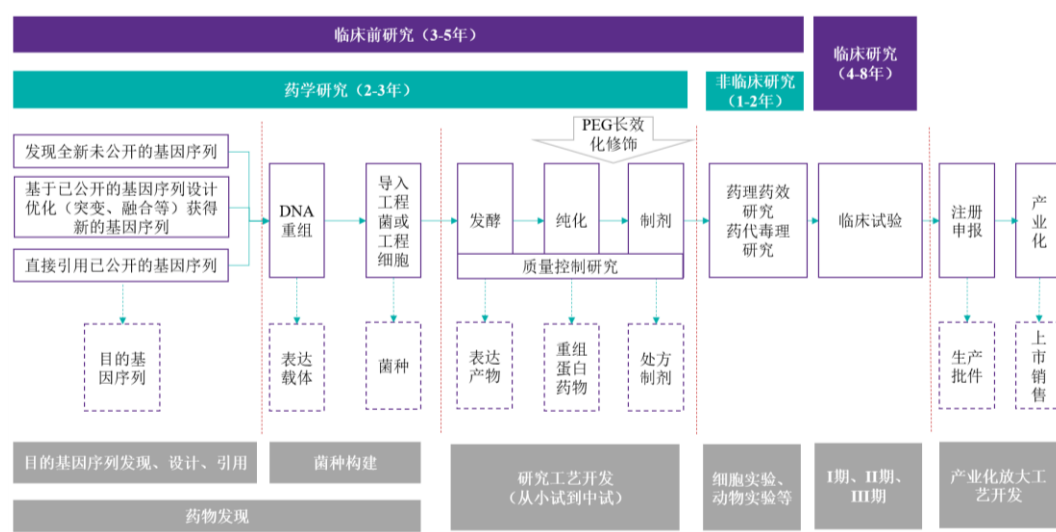 临床前研究（3-5年）
临床研究
（4-8年）
药学研究（2-3年）
非临床研究
（1-2年）
PEG长效
化修饰
发现全新未公开的基因序列
基于已公开的基因序列设计
优化（突变、融合等）获得
新的基因序列
直接引用已公开的基因序列
DNA
重组
导入
工程
菌或
工程
细胞
发酵
纯化
制剂
质量控制研究
药理药效
研究
药代毒理
研究
临床试验
注册
申报
产
业
化
目的基
因序列
表达
载体
菌种
表达
产物
重组
蛋白
药物
处方
制剂
生产
批件
上
市
销
售
目的基因序列发现、设计、引用
菌种构建
研究工艺开发
（从小试到中试）
细胞实验、
动物实验等
I期、II期、
III期
产业化放大工
艺开发
药物发现